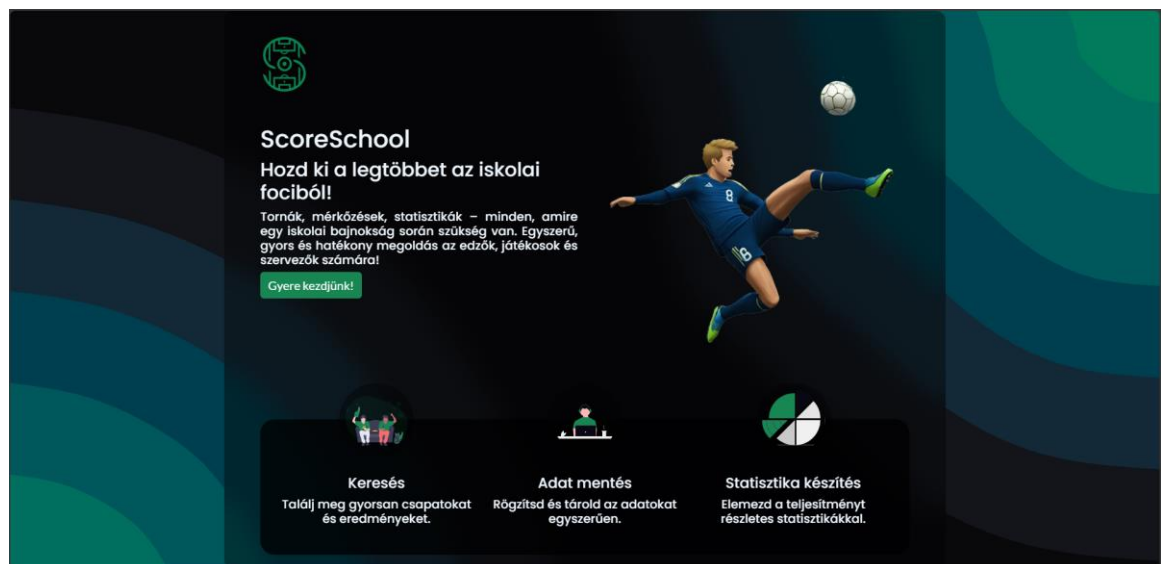 ScoreSchool
Hozd ki a legtöbbet az iskolai
fociból!
Tornák, mérkőzések, statisztikák – minden, amire
egy iskolai bajnokság során szükség van. Egyszerű,
gyors és hatékony megoldás az edzők, játékosok és
szervezők számára!
Gyere kezdjünk!
8
8
Keresés
Találj meg gyorsan csapatokat
és eredményeket.
Adat mentés
Rögzítsd és tárold az adatokat
egyszerűen.
Statisztika készítés
Elemezd a teljesítményt
részletes statisztikákkal.